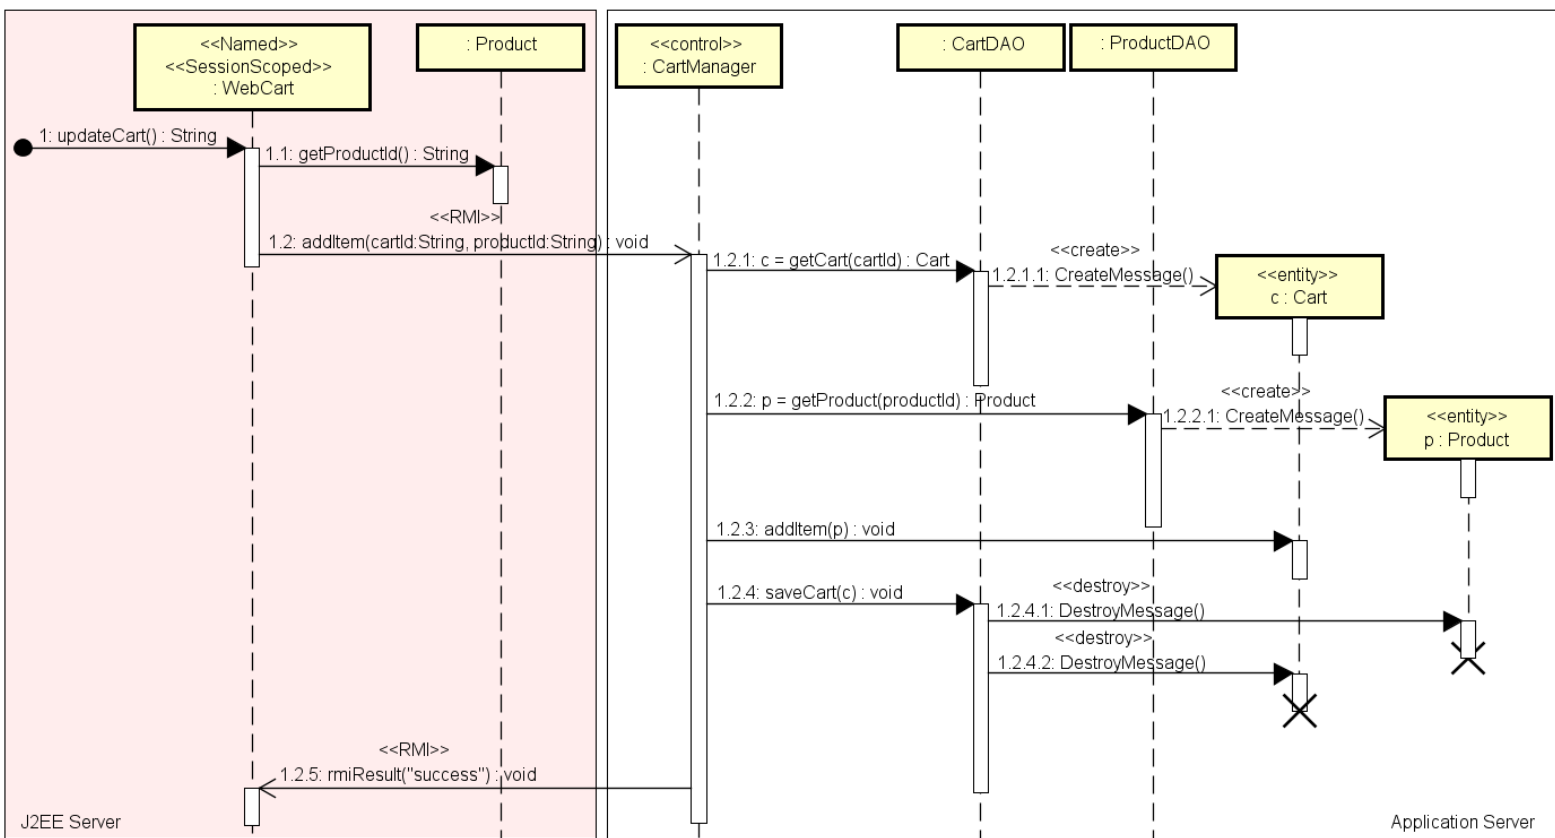 <<Named>>
<<SessionScoped>>
: WebCart
: Product
<<control>>
: CartManager
: CartDAO
: ProductDAO
1: updateCart() : String
1.1: getProductId() : String
<<RMI>>
1.2: addItem(cartId:String, productId:String) : void
1.2.1: c = getCart(cartId) : Cart
<<create>>
1.2.1.1: CreateMessage()
<<entity>>
c : Cart
1.2.2: p = getProduct(productId) : Product
<<create>>
1.2.2.1: CreateMessage()
<<entity>>
p : Product
1.2.3: addItem(p) : void
1.2.4: saveCart(c) : void
<<destroy>>
1.2.4.1: DestroyMessage()
<<destroy>>
1.2.4.2: DestroyMessage()
<<RMI>>
1.2.5: rmiResult("success") : void
J2EE Server
Application Server